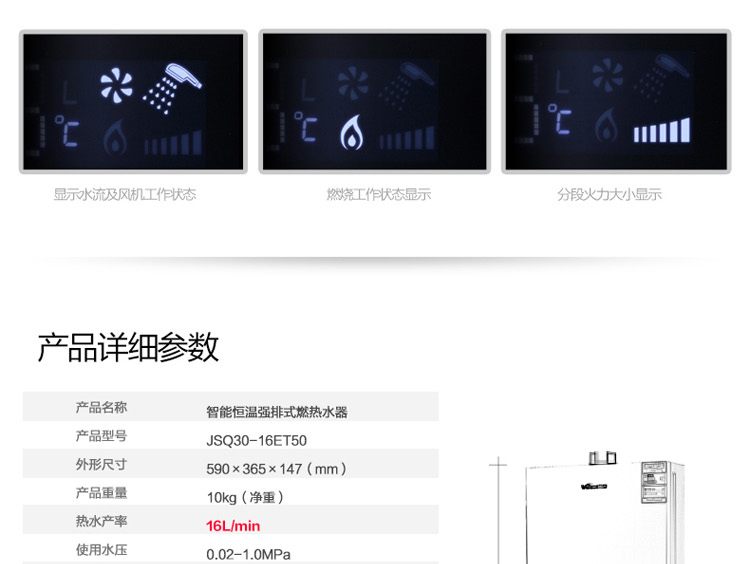 L
°C
L
°C
L
°C
显示水流及风机工作状态
燃烧工作状态显示
分段火力大小显示
产品详细参数
产品名称 智能恒温强排式燃热水器
产品型号 JSQ30-16ET50
外形尺寸 590×365×147（mm）
产品重量 10kg（净重）
热水产率 16L/min
使用水压 0.02-1.0MPa